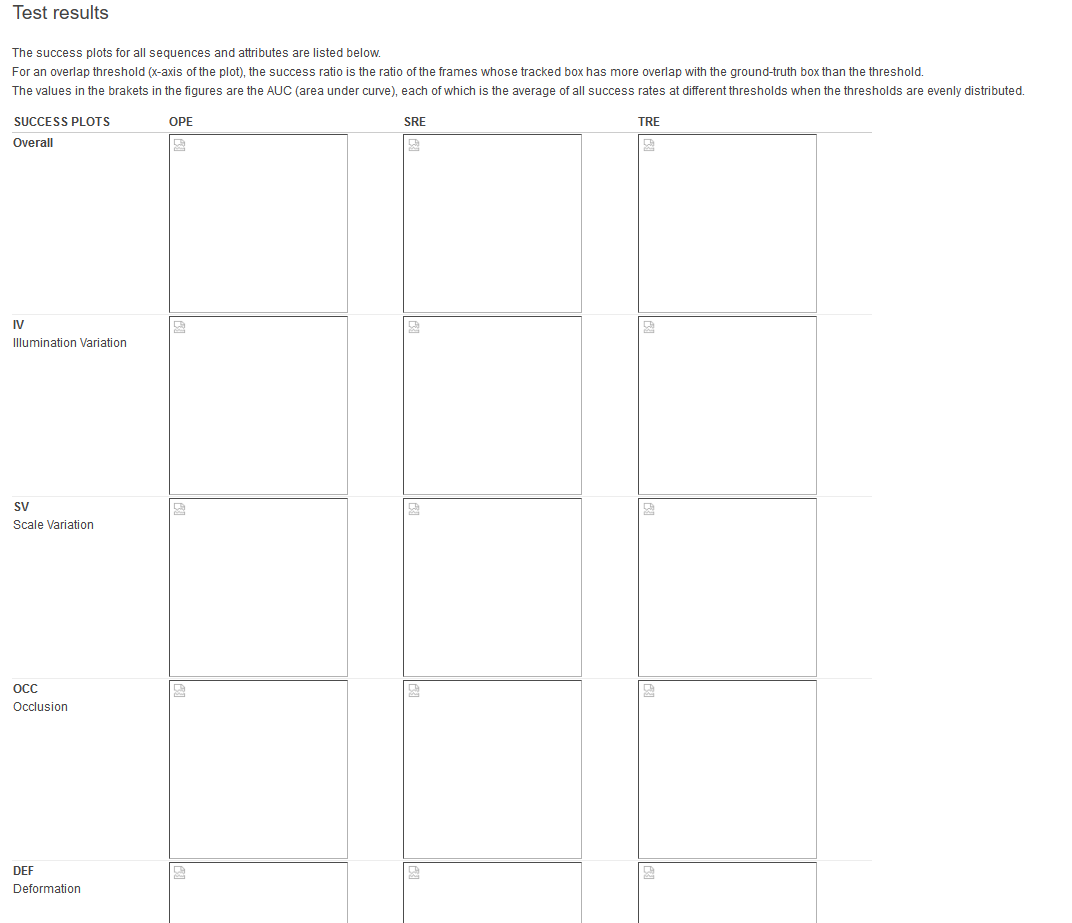 Test results
The success plots for all sequences and attributes are listed below.
For an overlap threshold (x-axis of the plot), the success ratio is the ratio of the frames whose tracked box has more overlap with the ground-truth box than the threshold.
The values in the brakets in the figures are the AUC (area under curve), each of which is the average of all success rates at different thresholds when the thresholds are evenly distributed.
SUCCESS PLOTS OPE SRE TRE
Overall
IV
Illumination Variation
SV
Scale Variation
OCC
Occlusion
DEF
Deformation